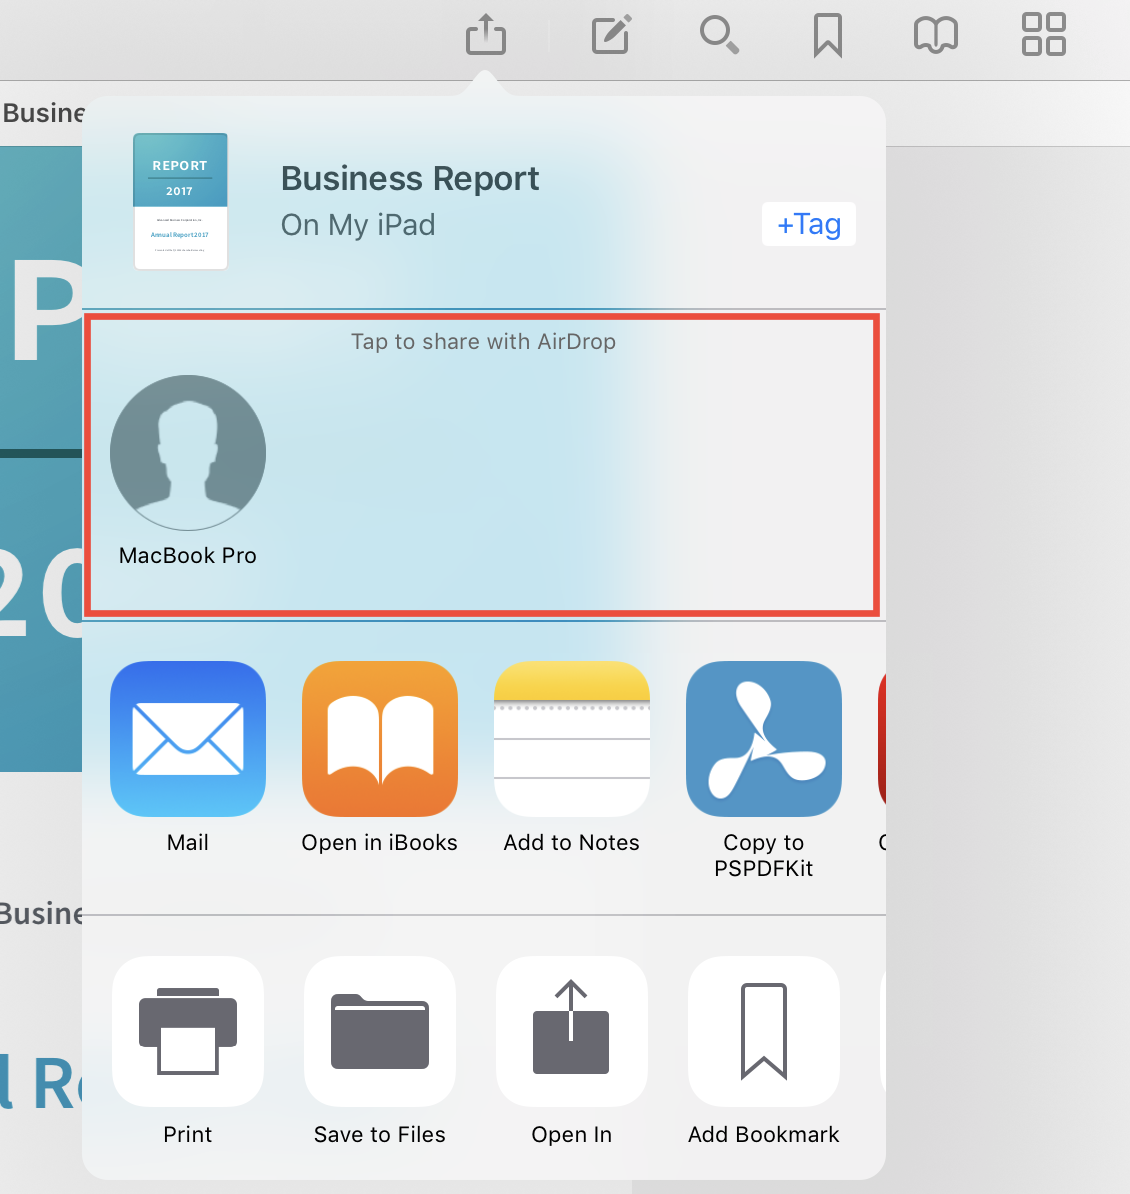 Busine
REPORT
2017
Annual Report 2017
Business Report
On My iPad
+Tag
P
Tap to share with AirDrop
MacBook Pro
20
Mail
Open in iBooks
Add to Notes
Copy to
PSPDFKit
Busine
l Re
Print
Save to Files
Open In
Add Bookmark